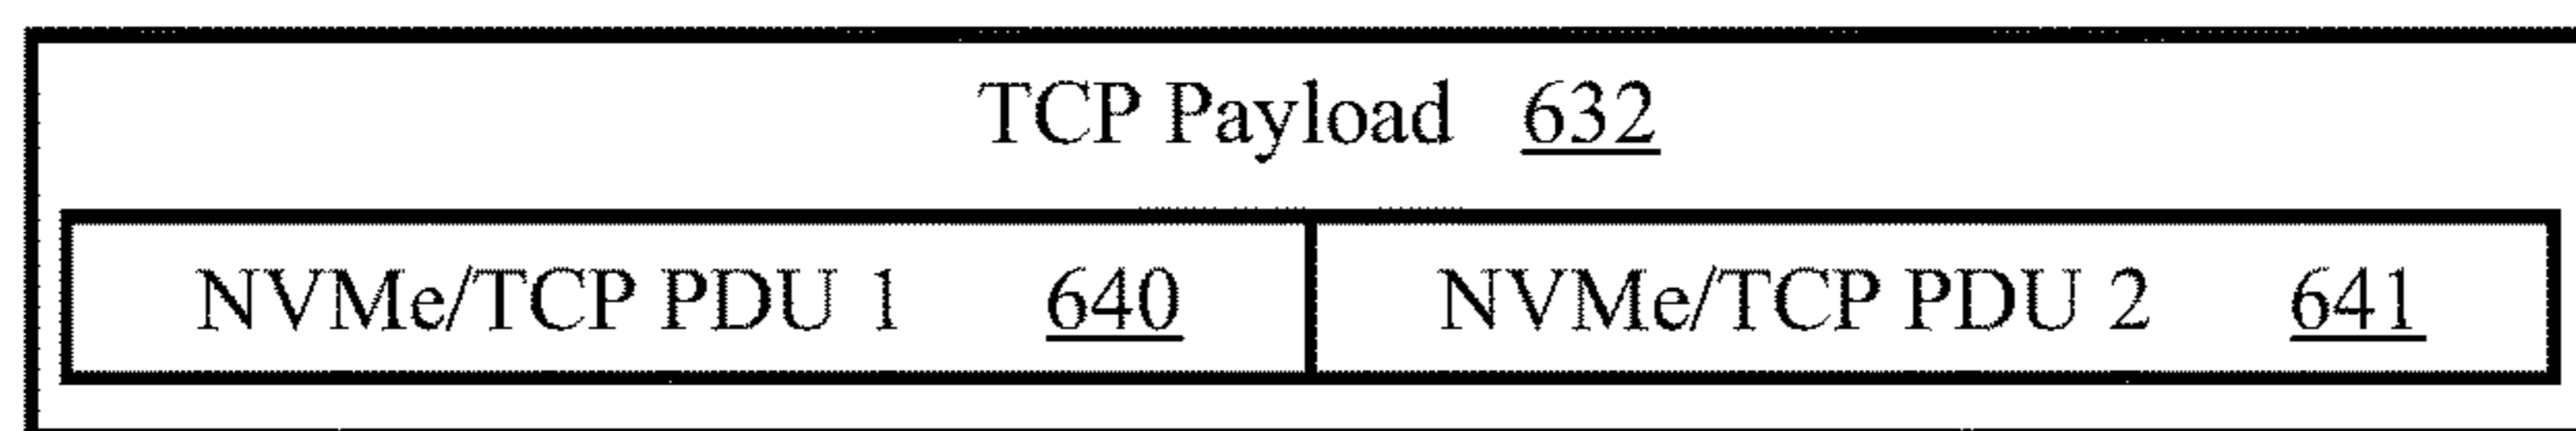 TCP Payload 632
NVMe/TCP PDU 1 640 NVMe/TCP PDU 2 641